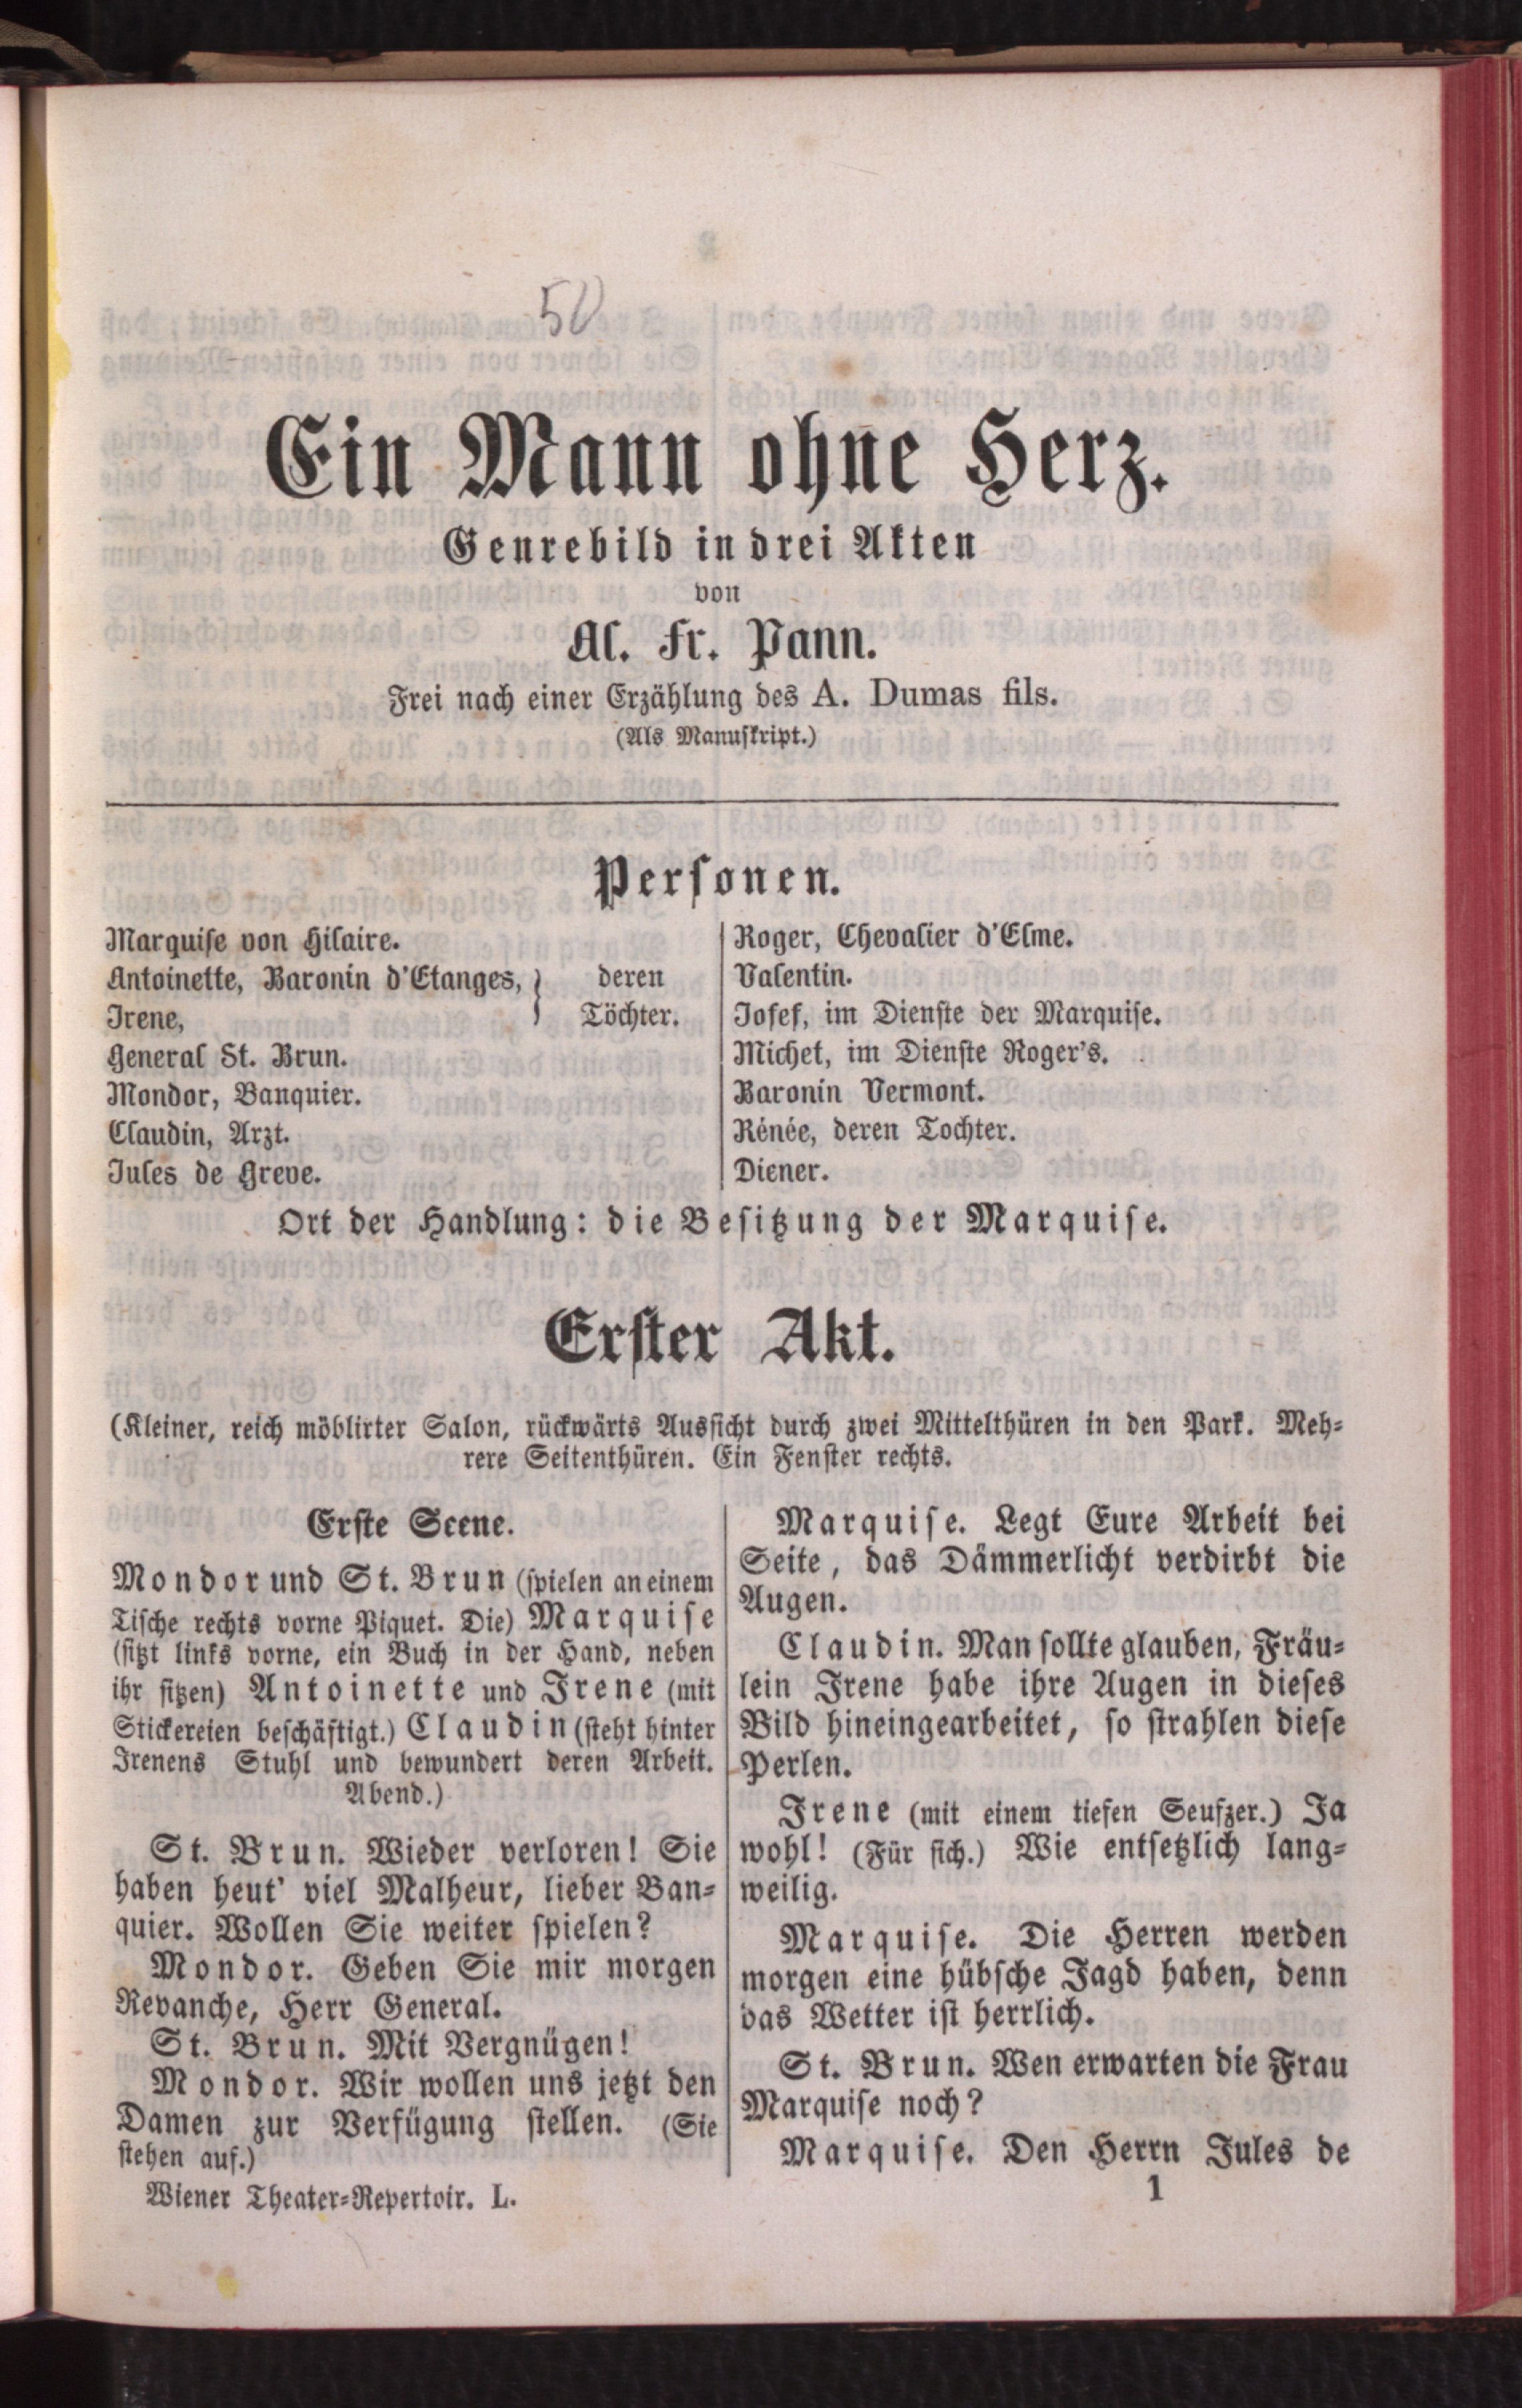 50
Ein Mann ohne Herz.
Genrebild in drei Akten
von
Al. Fr. Pann.
Frei nach einer Erzählung des A. Dumas fils.
(Als Manuskript.)
Personen.
Marquise von Hilaire.
Antoinette, Baronin d'Etanges, } deren
Irene, } Töchter.
General St. Brun.
Mondor, Banquier.
Claudin, Arzt.
Jules de Greve.
Roger, Chevalier d'Elme.
Valentin.
Josef, im Dienste der Marquise.
Michet, im Dienste Roger's.
Baronin Vermont.
Rénée, deren Tochter.
Diener.
Ort der Handlung: die Besitzung der Marquise.
Erster Akt.
(Kleiner, reich möblirter Salon, rückwärts Aussicht durch zwei Mittelthüren in den Park. Meh-
rere Seitenthüren. Ein Fenster rechts.
Erste Scene.
Mondor und St. Brun (spielen an einem
Tische rechts vorne Piquet. Die) Marquise
(sitzt links vorne, ein Buch in der Hand, neben
ihr sitzen) Antoinette und Irene (mit
Stickereien beschäftigt.) Claudin (steht hinter
Irenens Stuhl und bewundert deren Arbeit.
Abend.)
St. Brun. Wieder verloren! Sie
haben heut' viel Malheur, lieber Ban-
quier. Wollen Sie weiter spielen?
Mondor. Geben Sie mir morgen
Revanche, Herr General.
St. Brun. Mit Vergnügen!
Mondor. Wir wollen uns jetzt den
Damen zur Verfügung stellen. (Sie
stehen auf.)
Marquise. Legt Eure Arbeit bei
Seite, das Dämmerlicht verdirbt die
Augen.
Claudin. Man sollte glauben, Fräu-
lein Irene habe ihre Augen in dieses
Bild hineingearbeitet, so strahlen diese
Perlen.
Irene (mit einem tiefen Seufzer.) Ja
wohl! (Für sich.) Wie entsetzlich lang-
weilig.
Marquise. Die Herren werden
morgen eine hübsche Jagd haben, denn
das Wetter ist herrlich.
St. Brun. Wen erwarten die Frau
Marquise noch?
Marquise. Den Herrn Jules de
Wiener Theater-Repertoir. L.
1